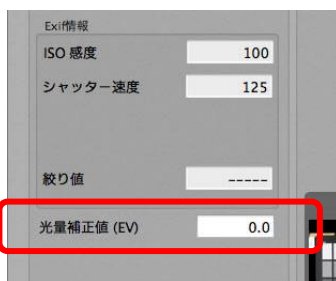 Exif情報
ISO 感度 100
シャッター速度 125
絞り値 -----
光量補正値 (EV) 0.0